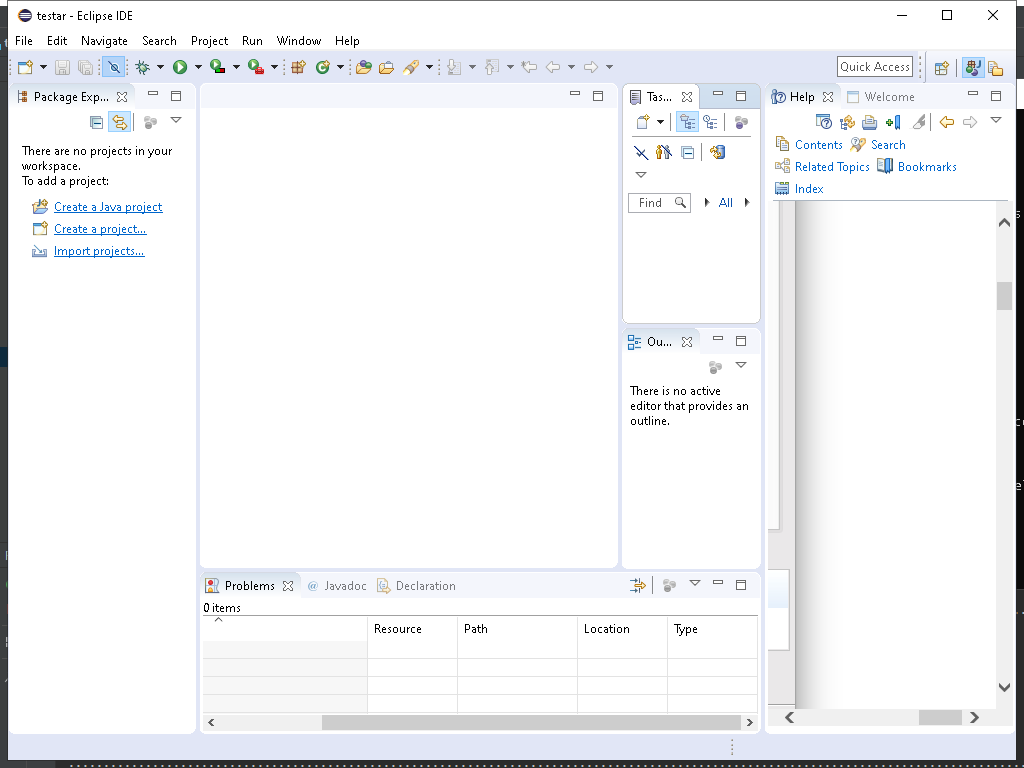 testar - Eclipse IDE
File Edit Navigate Search Project Run Window Help
Quick Access
Package Exp...
There are no projects in your
workspace.
To add a project:
Create a Java project
Create a project...
Import projects...
Tas...
Find
All
Ou...
There is no active
editor that provides an
outline.
Help
Welcome
Contents
Search
Related Topics
Bookmarks
Index
Problems
@ Javadoc
Declaration
0 items
Resource
Path
Location
Type